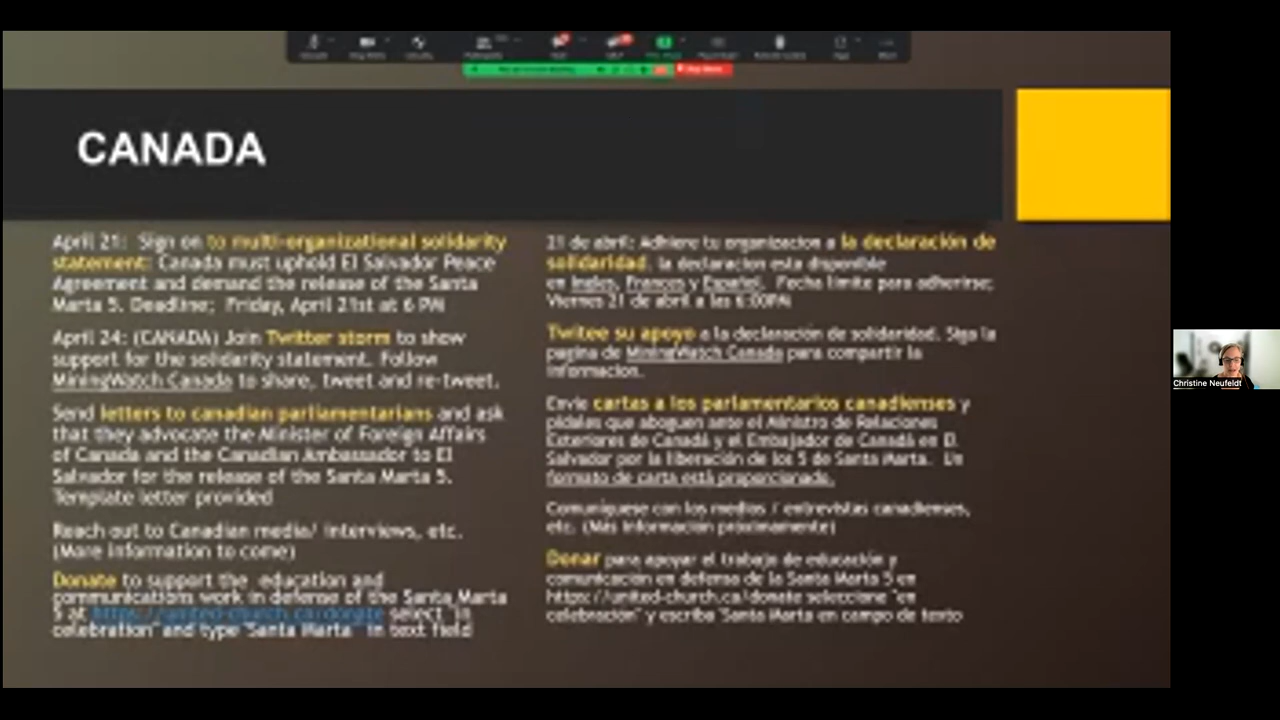 CANADA
April 21: Sign on to multi-organizational solidarity
statement: Canada must uphold El Salvador Peace
Agreement and demand the release of the Santa
Marta 5. Deadline; Friday, April 21st at 6 PM
April 24: (CANADA) Join Twitter storm to show
support for the solidarity statement. Follow
MiningWatch Canada to share, tweet and re-tweet.
Send letters to canadian parliamentarians and ask
that they advocate the Minister of Foreign Affairs
of Canada and the Canadian Ambassador to El
Salvador for the release of the Santa Marta 5.
Template letter provided
Reach out to Canadian media/ interviews, etc.
(More information to come)
Donate to support the education and
communications work in defense of the Santa Marta
5 at https://united-church.ca/donate select "in
celebration" and type "Santa Marta" in text field
21 de abril: Adhiere tu organizacion a la declaración de
solidaridad. la declaracion esta disponible
en Ingles, Frances y Español. Fecha limite para adherirse;
Viernes 21 de abril a las 6:00PM
Twitee su apoyo a la declaración de solidaridad. Siga la
pagina de MiningWatch Canada para compartir la
informacion.
Envie cartas a los parlamentarios canadienses y
pídales que aboguen ante el Ministro de Relaciones
Exteriores de Canadá y el Embajador de Canadá en El
Salvador por la liberación de los 5 de Santa Marta. Un
formato de carta está proporcionado.
Comuníquese con los medios / entrevistas canadienses,
etc. (Más información próximamente)
Donar para apoyar el trabajo de educación y
comunicación en defensa de la Santa Marta 5 en
https://united-church.ca/donate seleccione "en
celebración" y escriba "Santa Marta en campo de texto
Christine Neufeldt